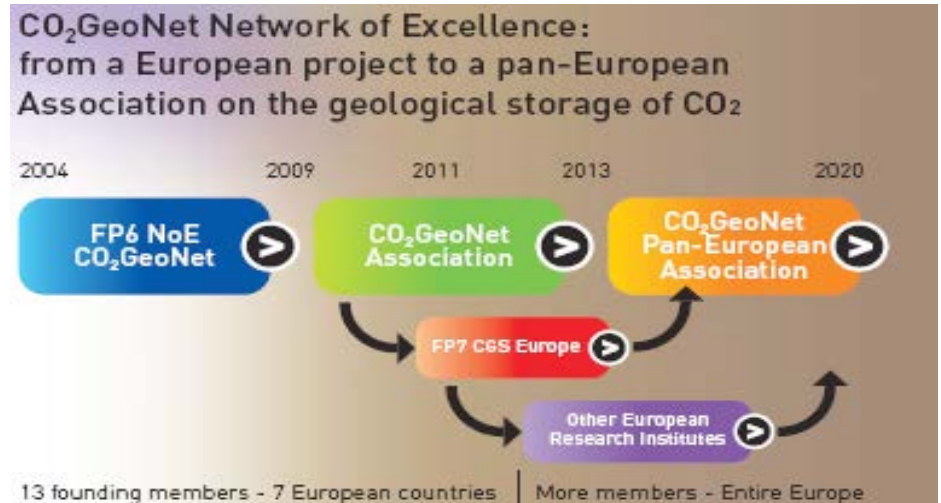 CO₂GeoNet Network of Excellence:
from a European project to a pan-European
Association on the geological storage of CO₂
2004 2009 2011 2013 2020
FP6 NoE
CO₂GeoNet
CO₂GeoNet
Association
CO₂GeoNet
Pan-European
Association
FP7 CGS Europe
Other European
Research Institutes
13 founding members - 7 European countries | More members - Entire Europe